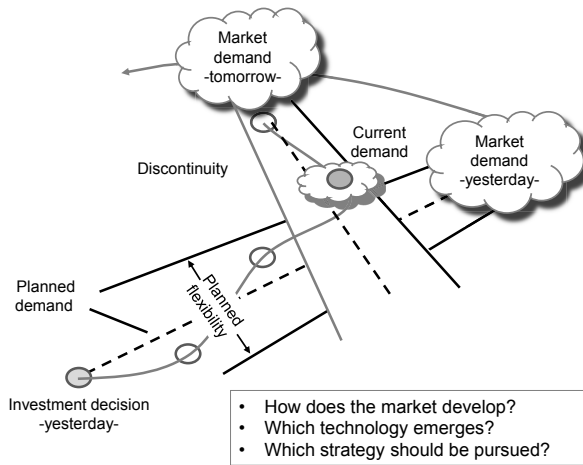 Market
demand
-tomorrow-
Current
demand
Market
demand
-yesterday-
Discontinuity
Planned
demand
Planned
flexibility
Investment decision
-yesterday-
• How does the market develop?
• Which technology emerges?
• Which strategy should be pursued?